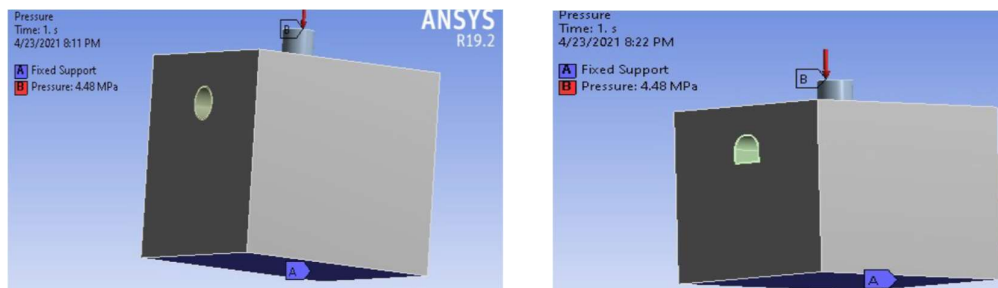 Pressure
Time: 1. s
4/23/2021 8:11 PM
A Fixed Support
B Pressure: 4.48 MPa
B
ANSYS
R19.2
A
Pressure
Time: 1. s
4/23/2021 8:22 PM
A Fixed Support
B Pressure: 4.48 MPa
B
A